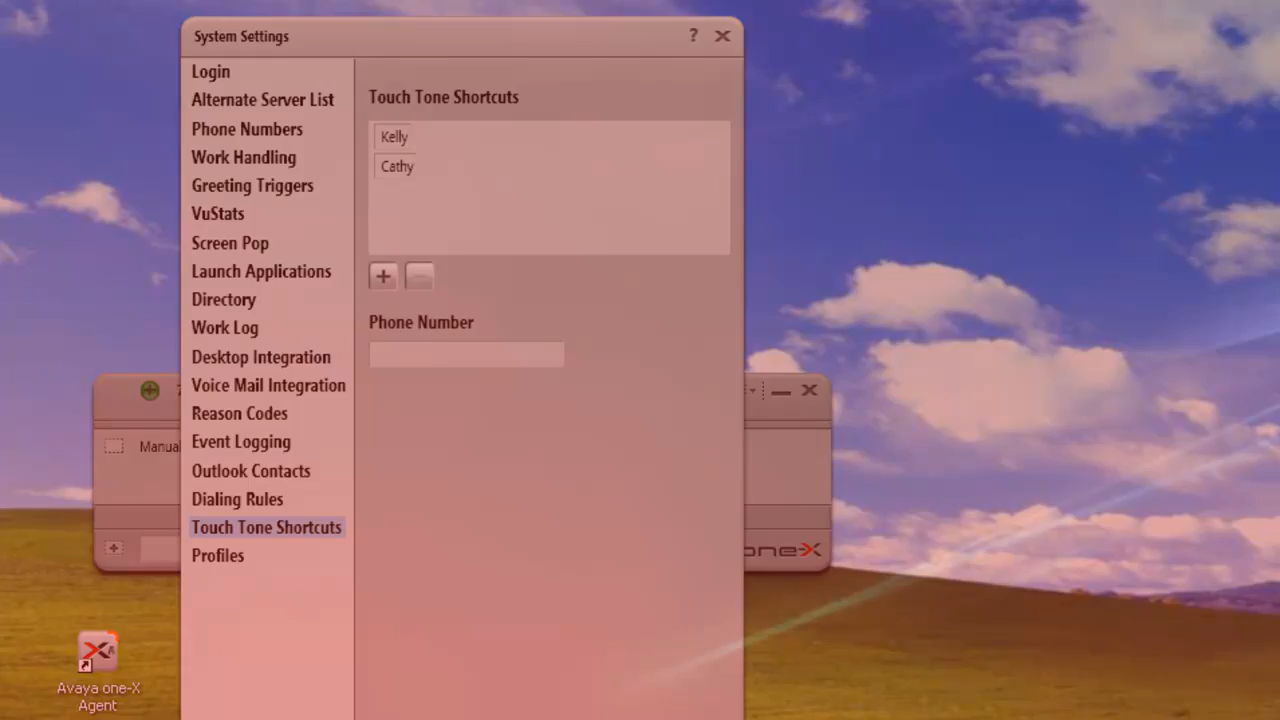 System Settings
?
Login
Alternate Server List
Phone Numbers
Work Handling
Greeting Triggers
VuStats
Screen Pop
Launch Applications
Directory
Work Log
Desktop Integration
Voice Mail Integration
Reason Codes
Event Logging
Outlook Contacts
Dialing Rules
Touch Tone Shortcuts
Profiles
Touch Tone Shortcuts
Kelly
Cathy
Phone Number
Manual
one-X
Avaya one-X
Agent